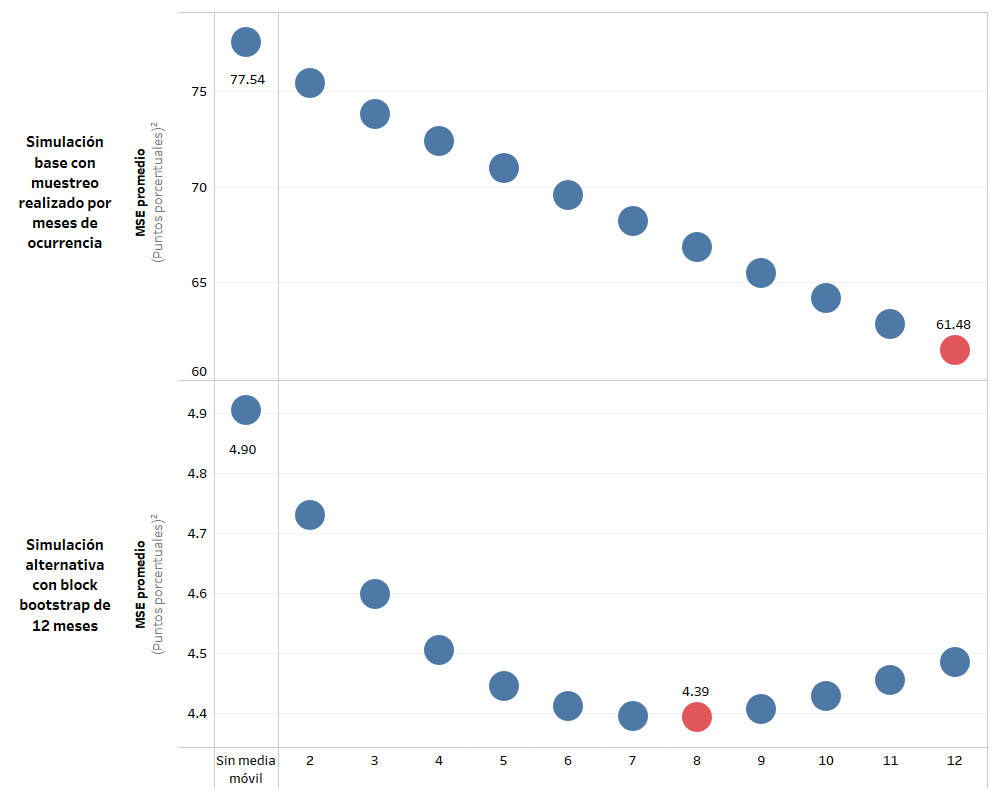 Simulación
base con
muestreo
realizado por
meses de
ocurrencia
MSE promedio
(Puntos porcentuales)²
75
70
65
60
77.54
61.48
Simulación
alternativa
con block
bootstrap de
12 meses
MSE promedio
(Puntos porcentuales)²
4.9
4.8
4.7
4.6
4.5
4.4
4.90
4.39
Sin media
móvil
2
3
4
5
6
7
8
9
10
11
12